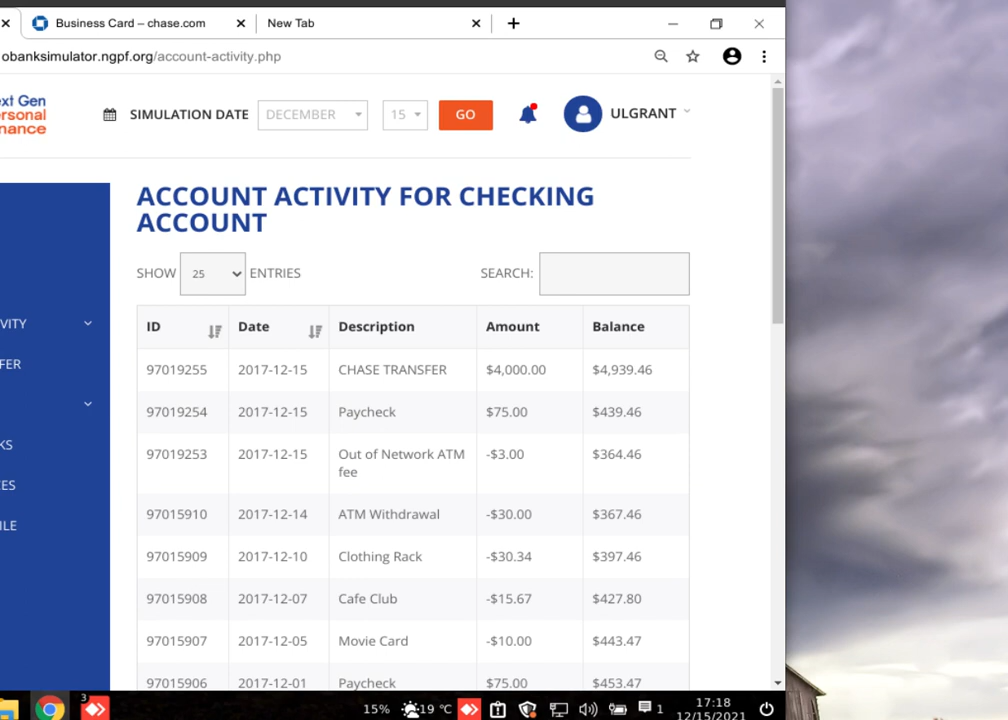 Business Card – chase.com
New Tab
obanksimulator.ngpf.org/account-activity.php
ext Gen
ersonal
nance
SIMULATION DATE
DECEMBER
15
GO
ULGRANT
ACCOUNT ACTIVITY FOR CHECKING
ACCOUNT
SHOW 25 ENTRIES
SEARCH:
VITY
FER
KS
ES
ILE
ID Date Description Amount Balance
97019255 2017-12-15 CHASE TRANSFER $4,000.00 $4,939.46
97019254 2017-12-15 Paycheck $75.00 $439.46
97019253 2017-12-15 Out of Network ATM -$3.00 $364.46
fee
97015910 2017-12-14 ATM Withdrawal -$30.00 $367.46
97015909 2017-12-10 Clothing Rack -$30.34 $397.46
97015908 2017-12-07 Cafe Club -$15.67 $427.80
97015907 2017-12-05 Movie Card -$10.00 $443.47
97015906 2017-12-01 Paycheck $75.00 $453.47
3
15% 19 °C 1
17:18
12/15/2021